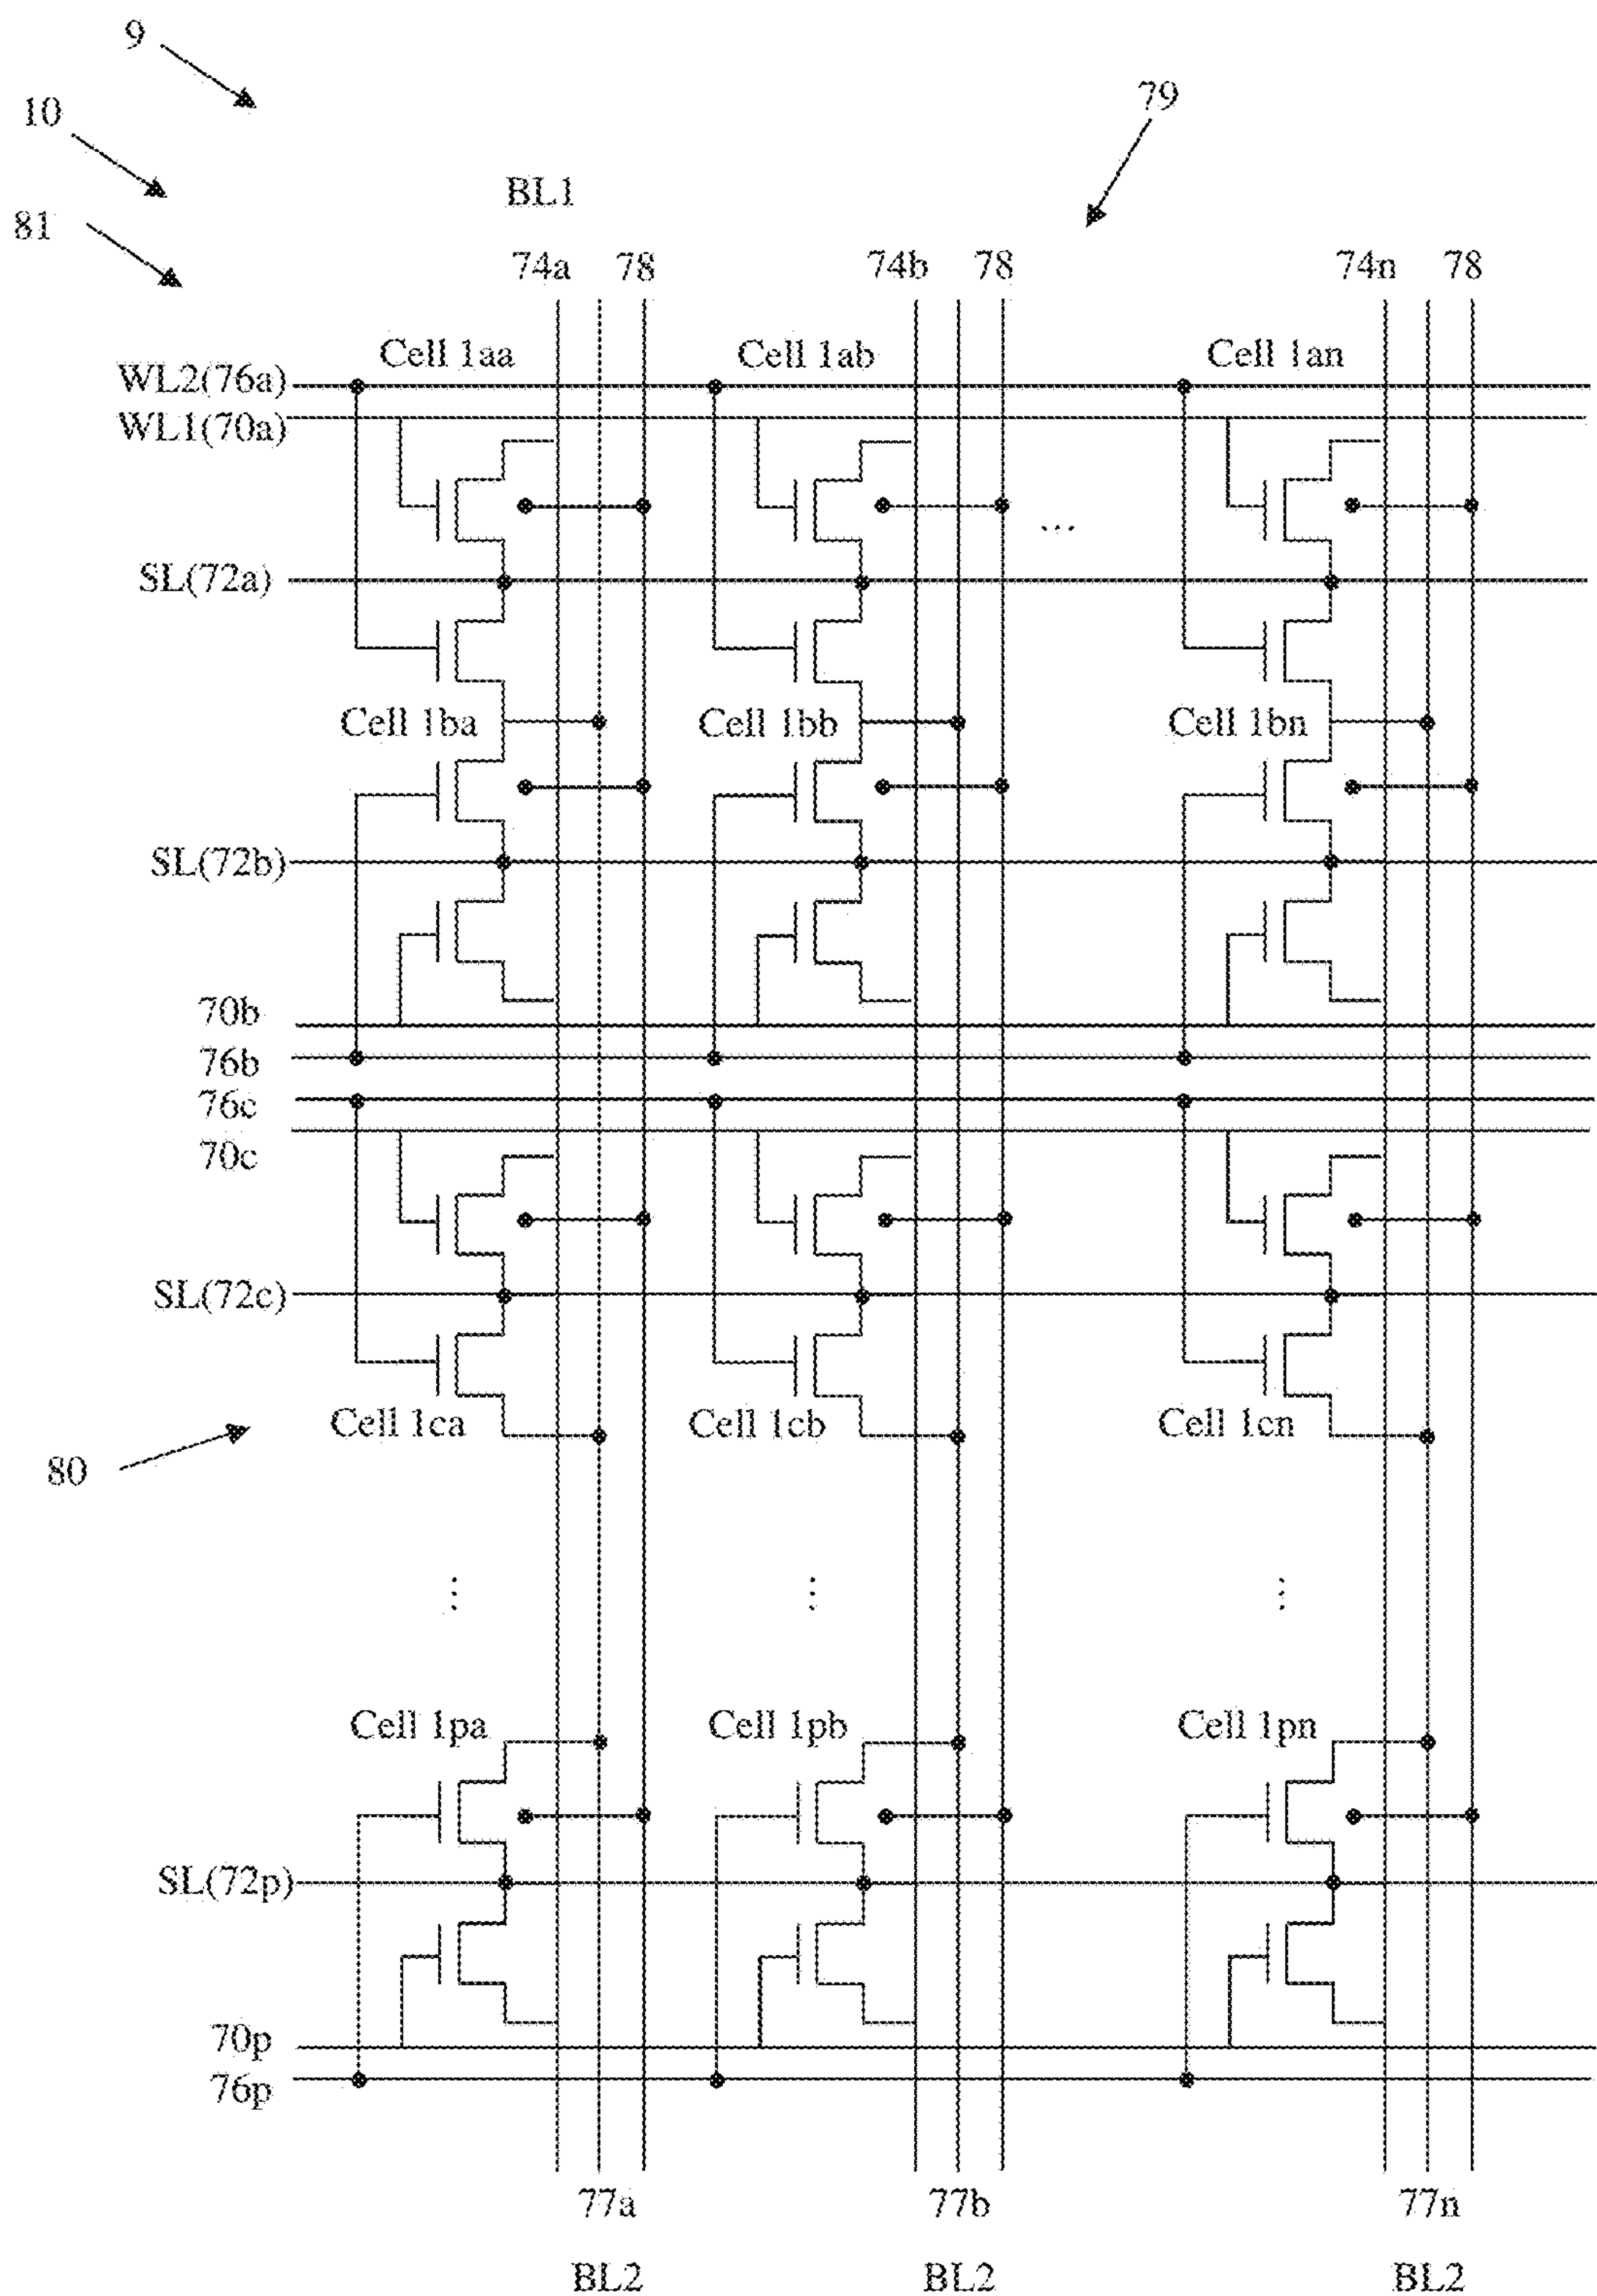 9
10
79
81
BL1
74a 78 74b 78 74n 78
Cell 1aa Cell 1ab Cell 1an
WL2(76a)
WL1(70a)
...
SL(72a)
Cell 1ba Cell 1bb Cell 1bn
SL(72b)
70b
76b
76c
70c
SL(72c)
Cell 1ca Cell 1cb Cell 1cn
80
⋮ ⋮ ⋮
Cell 1pa Cell 1pb Cell 1pn
SL(72p)
70p
76p
77a 77b 77n
BL2 BL2 BL2